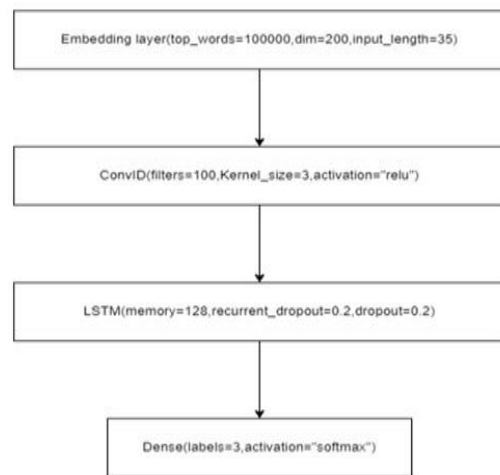 Embedding layer(top_words=100000,dim=200,input_length=35)
ConvID(filters=100,Kernel_size=3,activation="relu")
LSTM(memory=128,recurrent_dropout=0.2,dropout=0.2)
Dense(labels=3,activation="softmax")